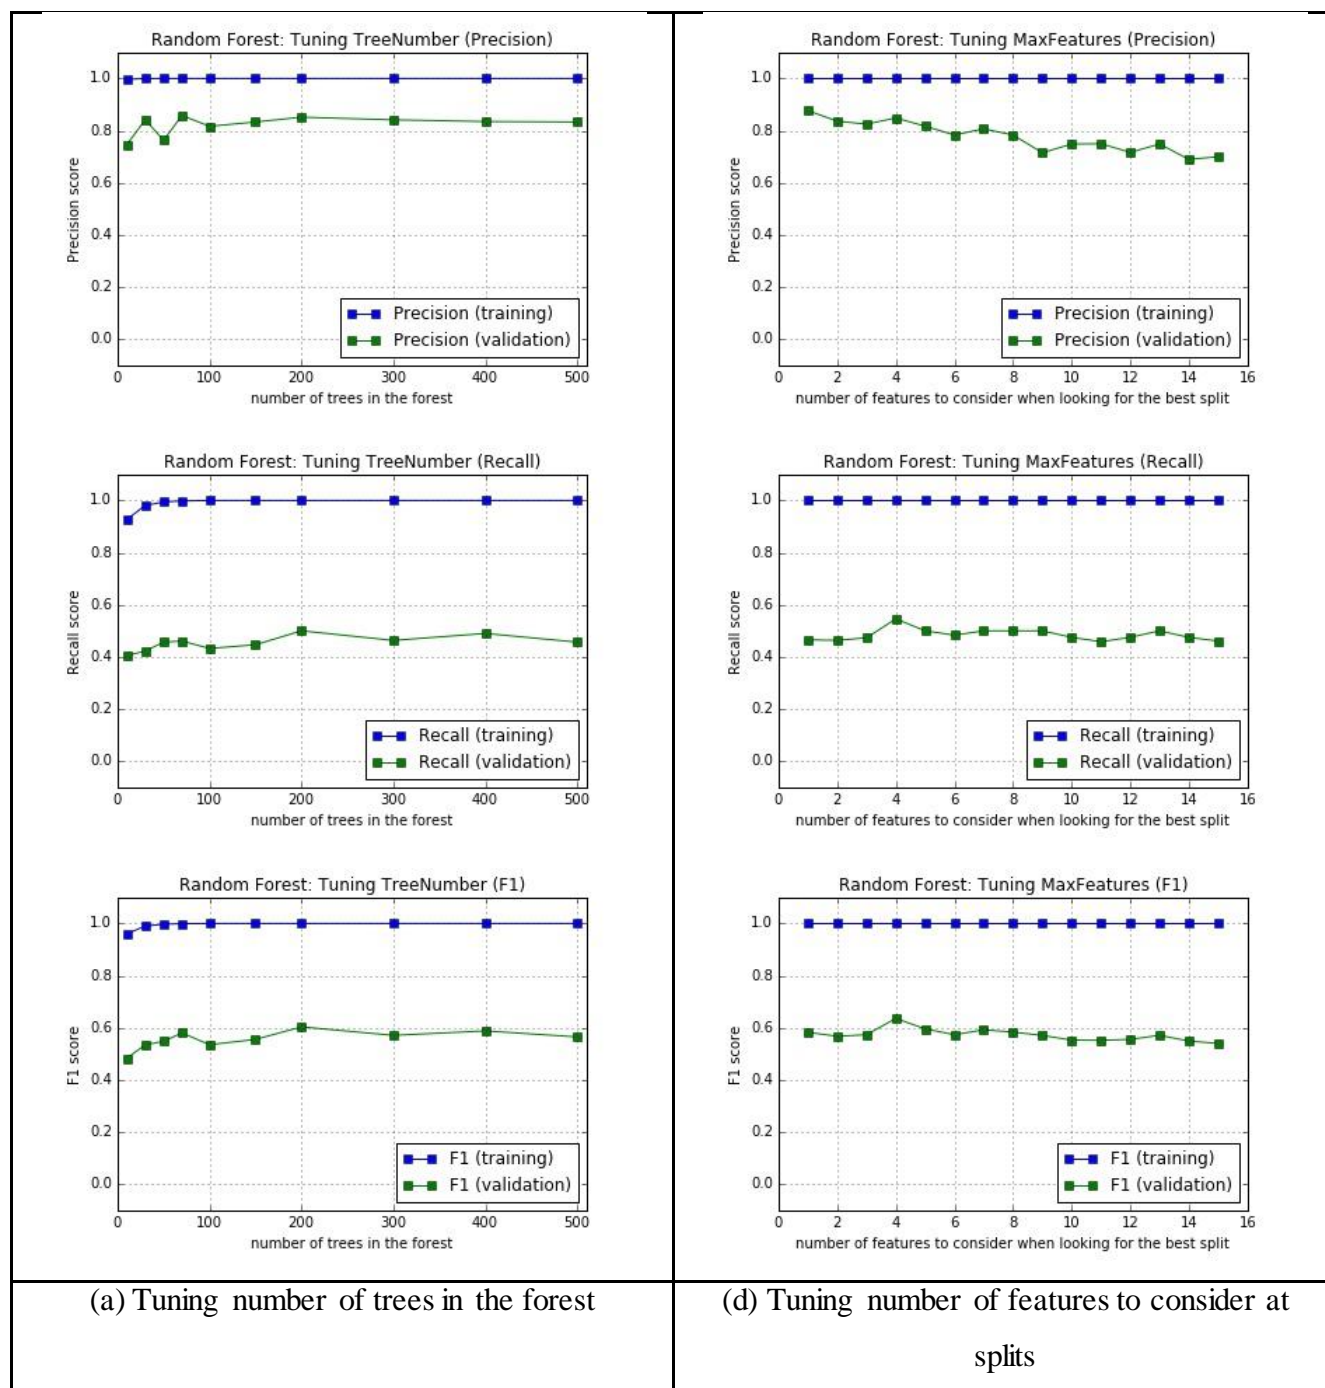 Random Forest: Tuning TreeNumber (Precision)
1.0
0.8
0.6
0.4
0.2
0.0
Precision score
Precision (training)
Precision (validation)
0 100 200 300 400 500
number of trees in the forest
Random Forest: Tuning MaxFeatures (Precision)
1.0
0.8
0.6
0.4
0.2
0.0
Precision score
Precision (training)
Precision (validation)
0 2 4 6 8 10 12 14 16
number of features to consider when looking for the best split
Random Forest: Tuning TreeNumber (Recall)
1.0
0.8
0.6
0.4
0.2
0.0
Recall score
Recall (training)
Recall (validation)
0 100 200 300 400 500
number of trees in the forest
Random Forest: Tuning MaxFeatures (Recall)
1.0
0.8
0.6
0.4
0.2
0.0
Recall score
Recall (training)
Recall (validation)
0 2 4 6 8 10 12 14 16
number of features to consider when looking for the best split
Random Forest: Tuning TreeNumber (F1)
1.0
0.8
0.6
0.4
0.2
0.0
F1 score
F1 (training)
F1 (validation)
0 100 200 300 400 500
number of trees in the forest
Random Forest: Tuning MaxFeatures (F1)
1.0
0.8
0.6
0.4
0.2
0.0
F1 score
F1 (training)
F1 (validation)
0 2 4 6 8 10 12 14 16
number of features to consider when looking for the best split
(a) Tuning number of trees in the forest
(d) Tuning number of features to consider at
splits